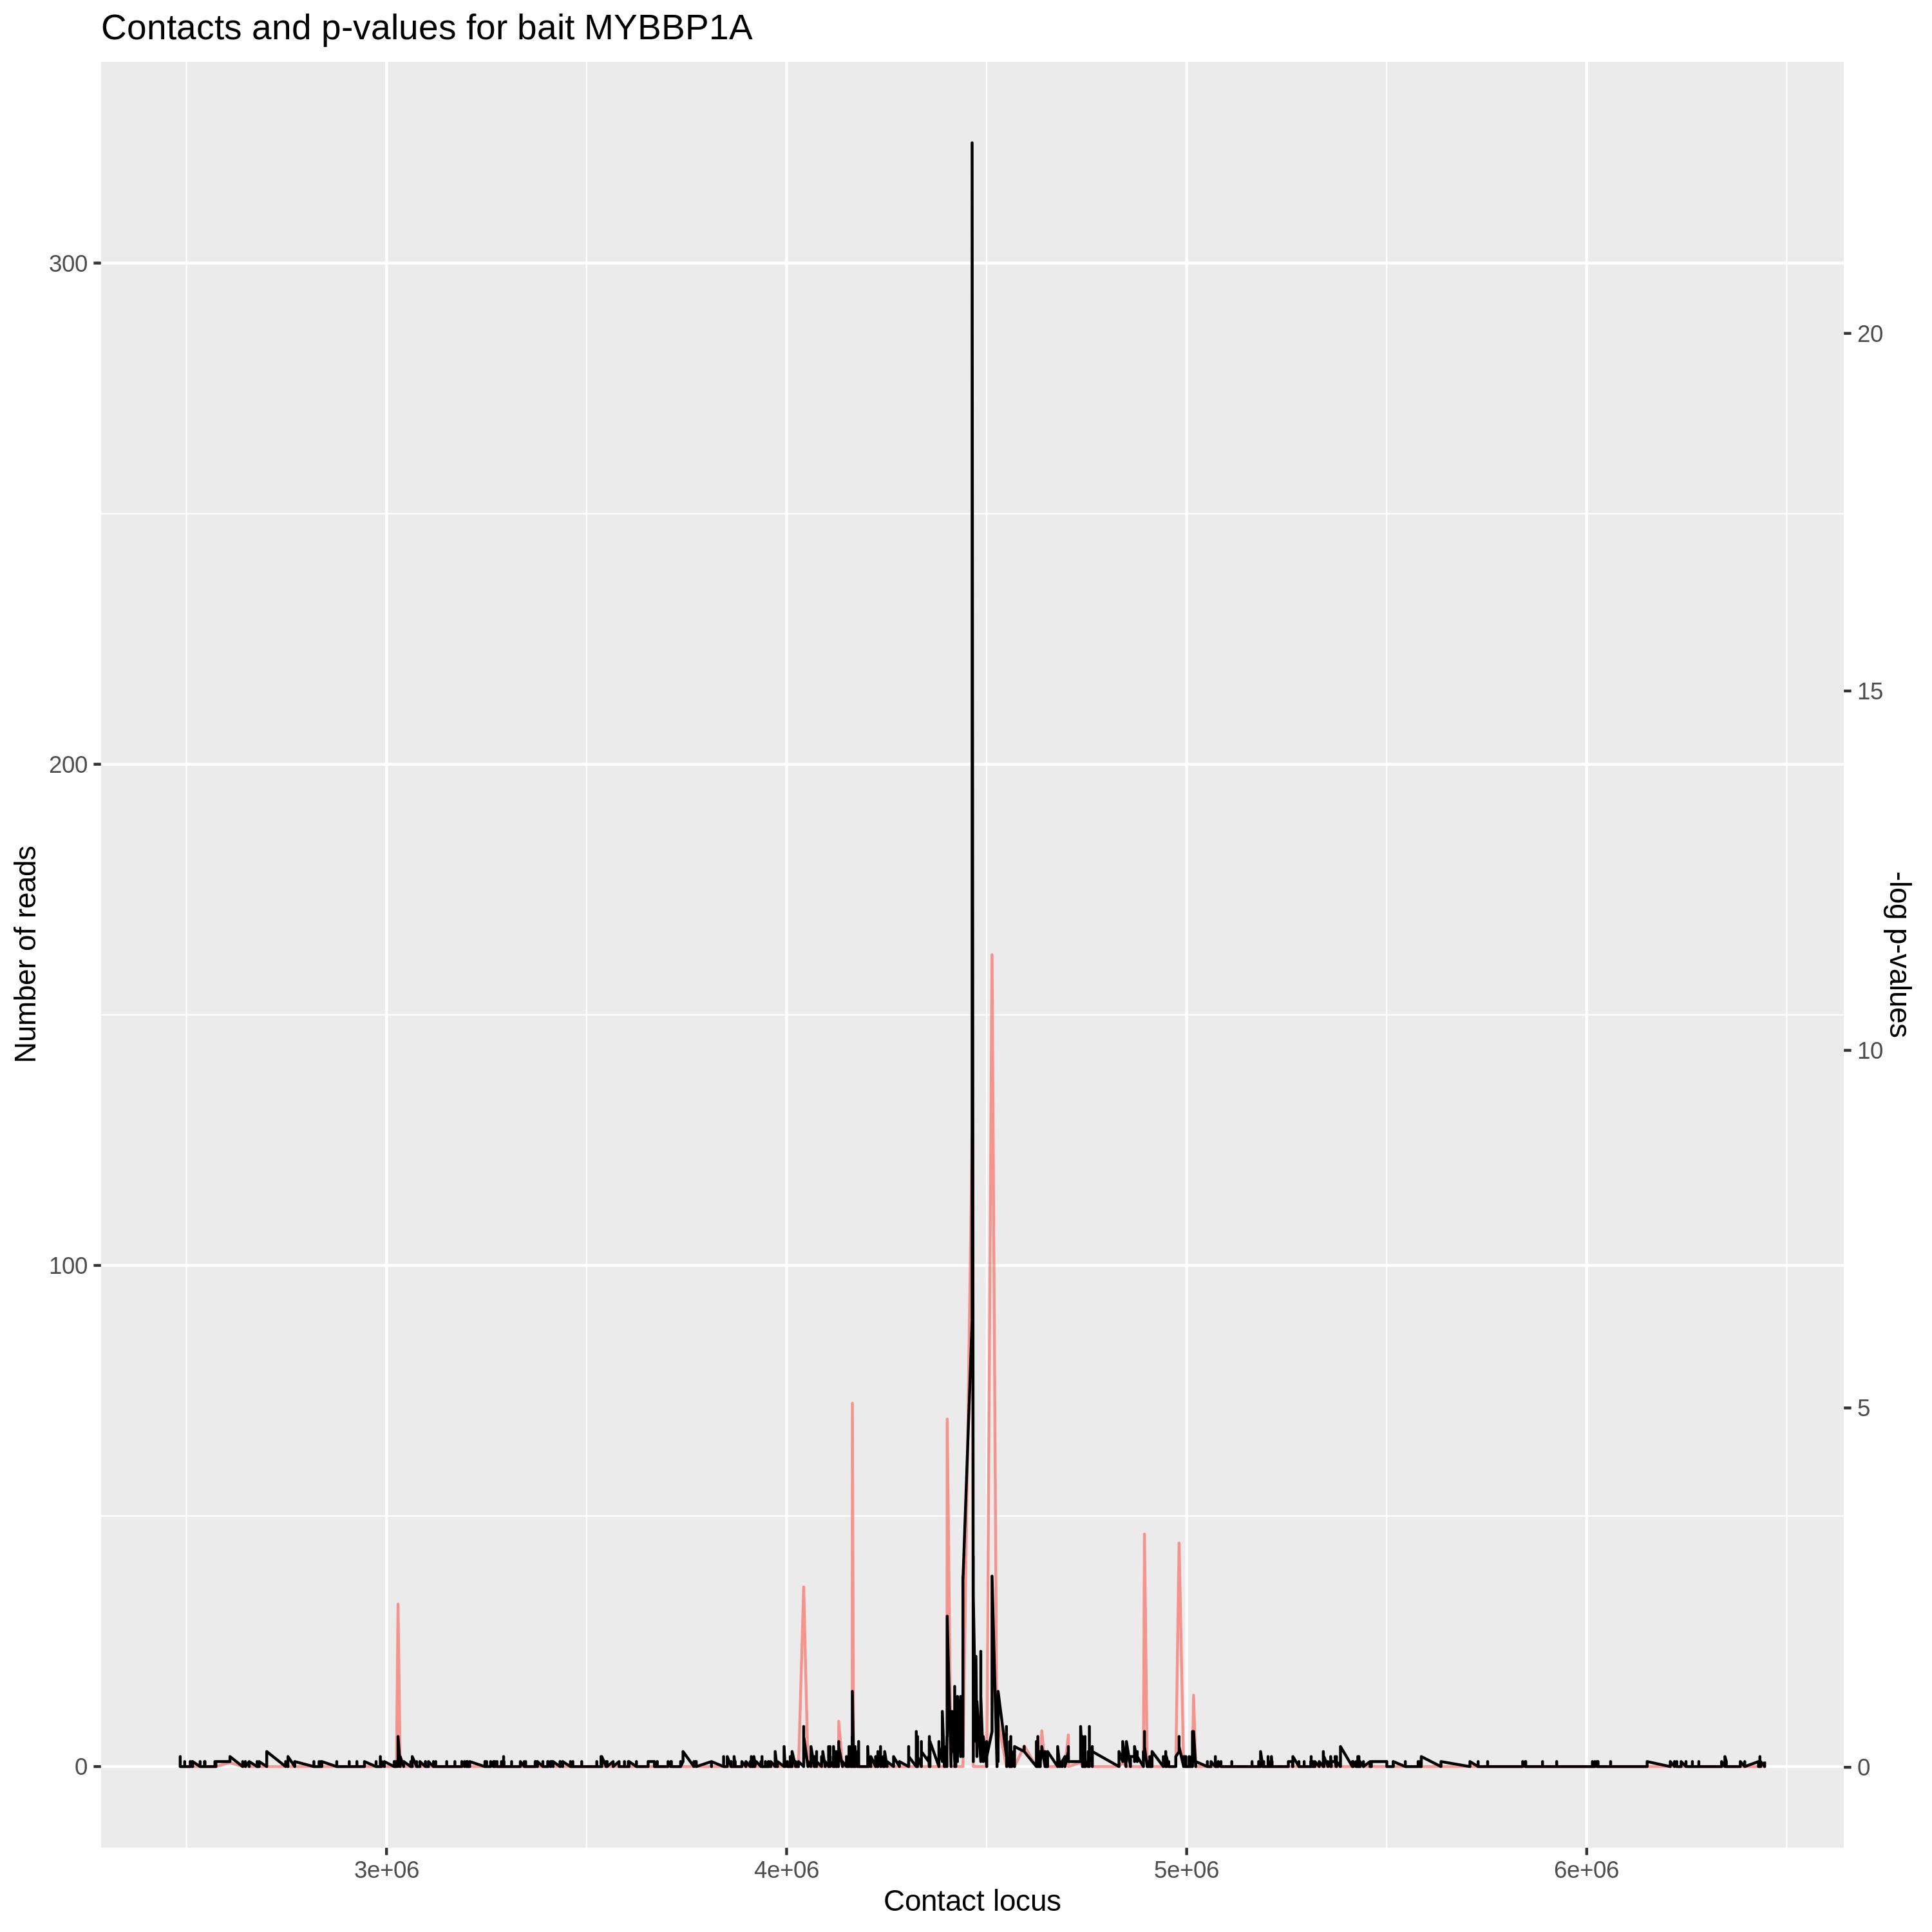 Contacts and p-values for bait MYBBP1A
Number of reads
300
200
100
0
-log p-values
20
15
10
5
0
3e+06
4e+06
5e+06
6e+06
Contact locus